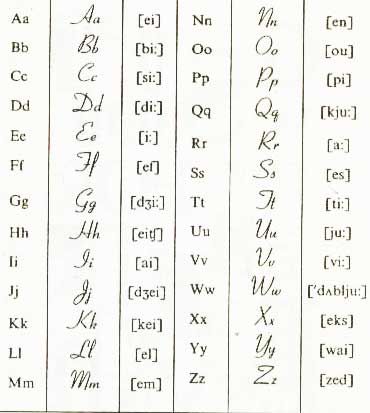 Aa Aa [ei] Nn Nn [en]
Bb Bb [bi:] Oo Oo [ou]
Cc Cc [si:] Pp Pp [pi]
Dd Dd [di:] Qq Qq [kju:]
Ee Ee [i:] Rr Rr [a:]
Ff Ff [ef] Ss Ss [es]
Gg Gg [dʒi:] Tt Tt [ti:]
Hh Hh [eitʃ] Uu Uu [ju:]
Ii Ii [ai] Vv Vv [vi:]
Jj Jj [dʒei] Ww Ww ['dʌblju:]
Kk Kk [kei] Xx Xx [eks]
Ll Ll [el] Yy Yy [wai]
Mm Mm [em] Zz Zz [zed]